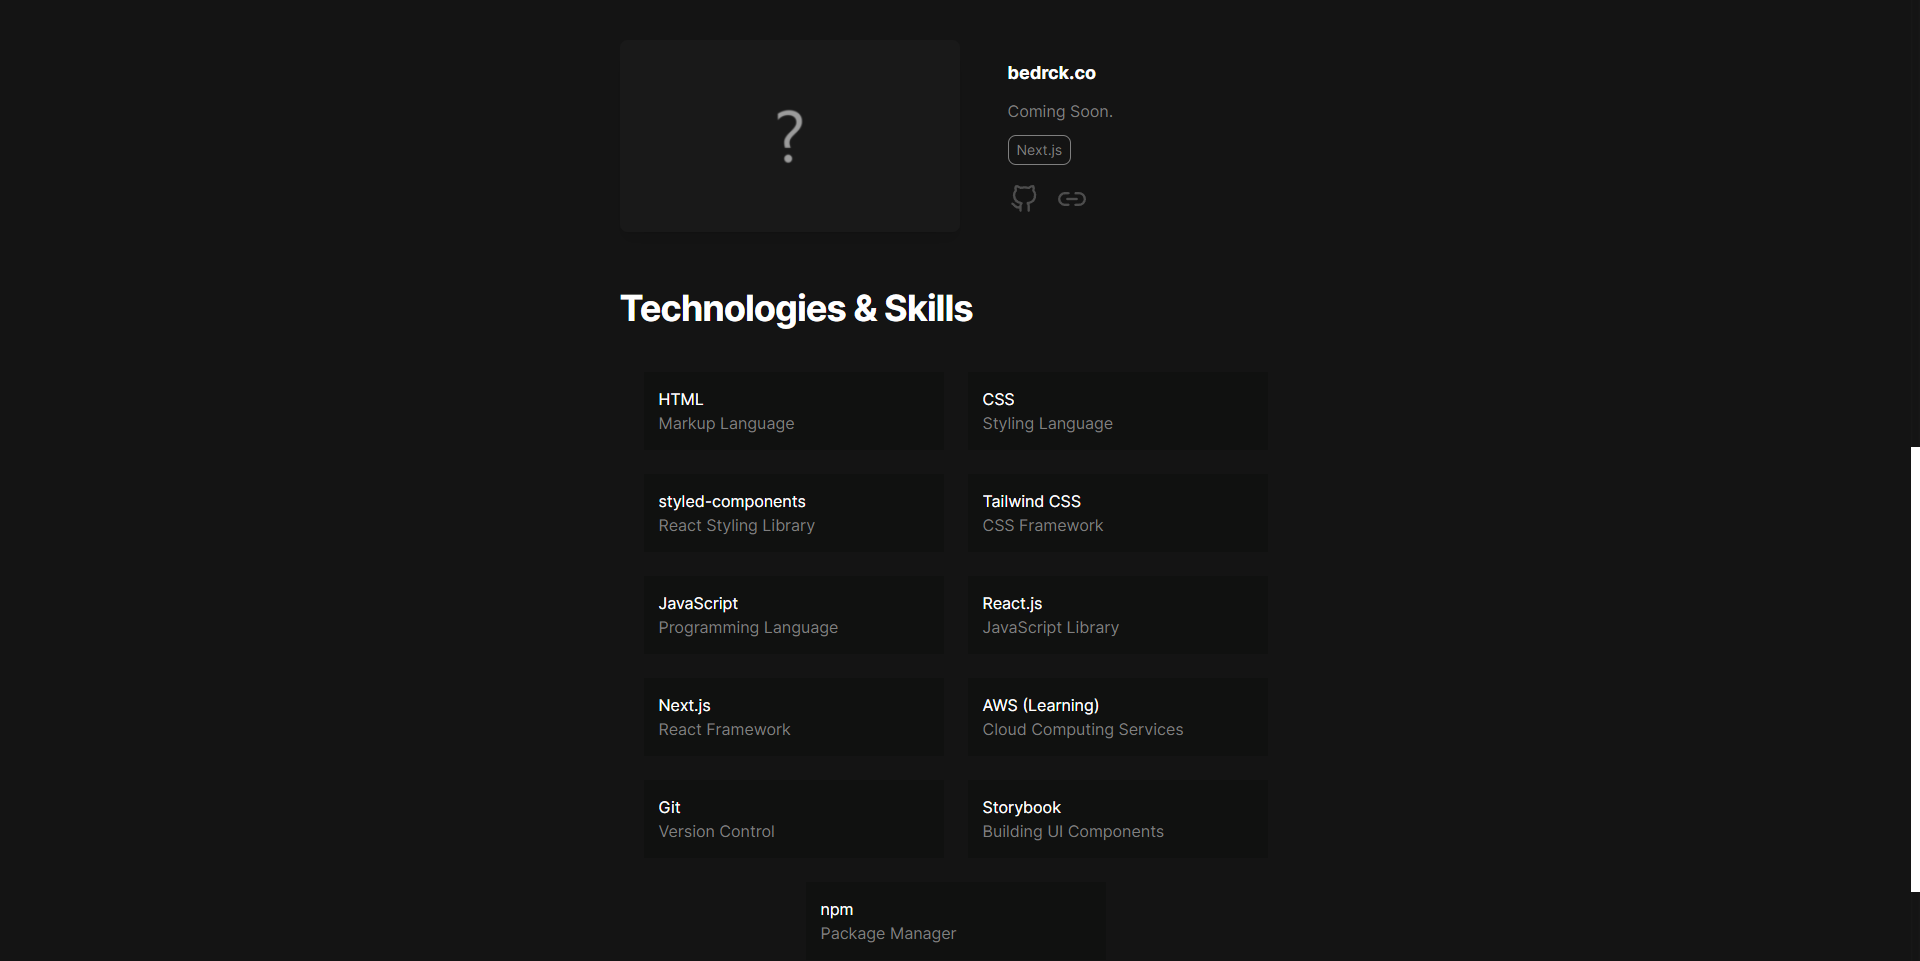 ?
bedrck.co
Coming Soon.
Next.js
Technologies & Skills
HTML
Markup Language
CSS
Styling Language
styled-components
React Styling Library
Tailwind CSS
CSS Framework
JavaScript
Programming Language
React.js
JavaScript Library
Next.js
React Framework
AWS (Learning)
Cloud Computing Services
Git
Version Control
Storybook
Building UI Components
npm
Package Manager